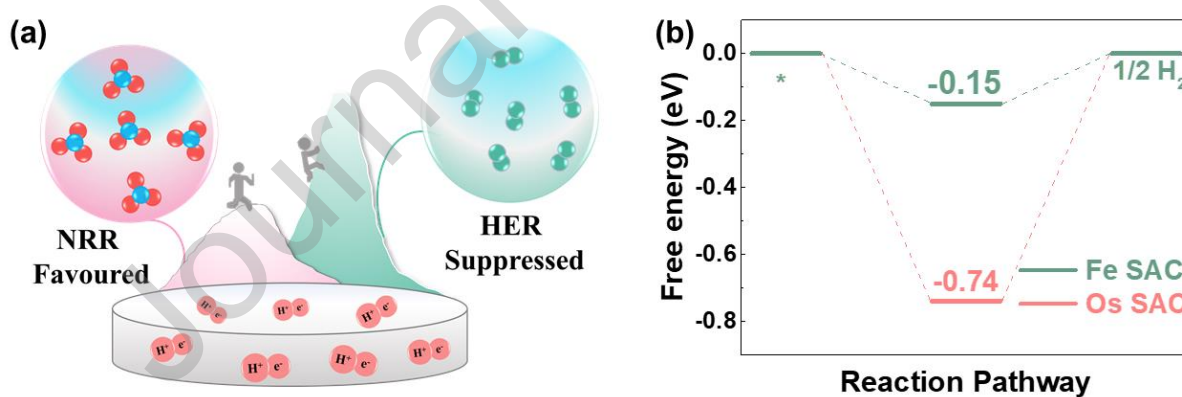 (a)
Journal
NRR
Favoured
HER
Suppressed
H+ e-
H+ e-
H+ e-
H+ e-
H+ e-
H+ e-
H+ e-
(b)
Free energy (eV)
0.0
-0.2
-0.4
-0.6
-0.8
*
-0.15
1/2 H2
-0.74
Fe SAC
Os SAC
Reaction Pathway